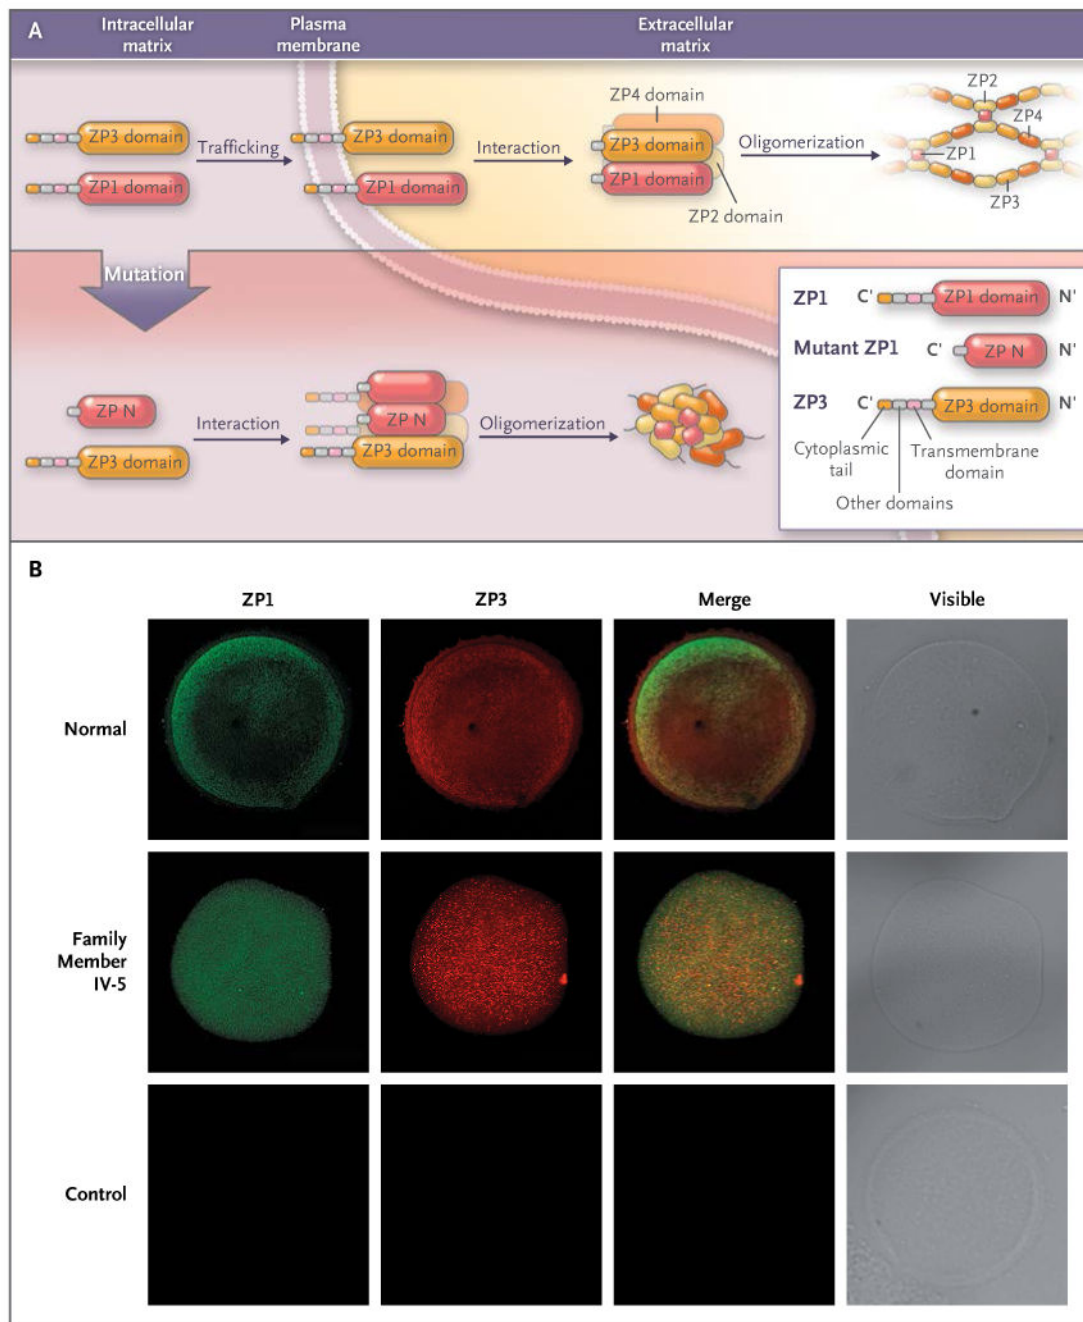 A
Intracellular
matrix
Plasma
membrane
Extracellular
matrix
ZP3 domain
Trafficking
ZP3 domain
Interaction
ZP4 domain
ZP3 domain
Oligomerization
ZP2
ZP4
ZP1 domain
ZP1 domain
ZP1 domain
ZP2 domain
ZP1
ZP3
Mutation
ZP1 C' ZP1 domain N'
Mutant ZP1 C' ZP N N'
ZP3 C' ZP3 domain N'
Cytoplasmic
tail
Transmembrane
domain
Other domains
ZP N
Interaction
ZP N
Oligomerization
ZP3 domain
ZP3 domain
B
ZP1 ZP3 Merge Visible
Normal
Family
Member
IV-5
Control